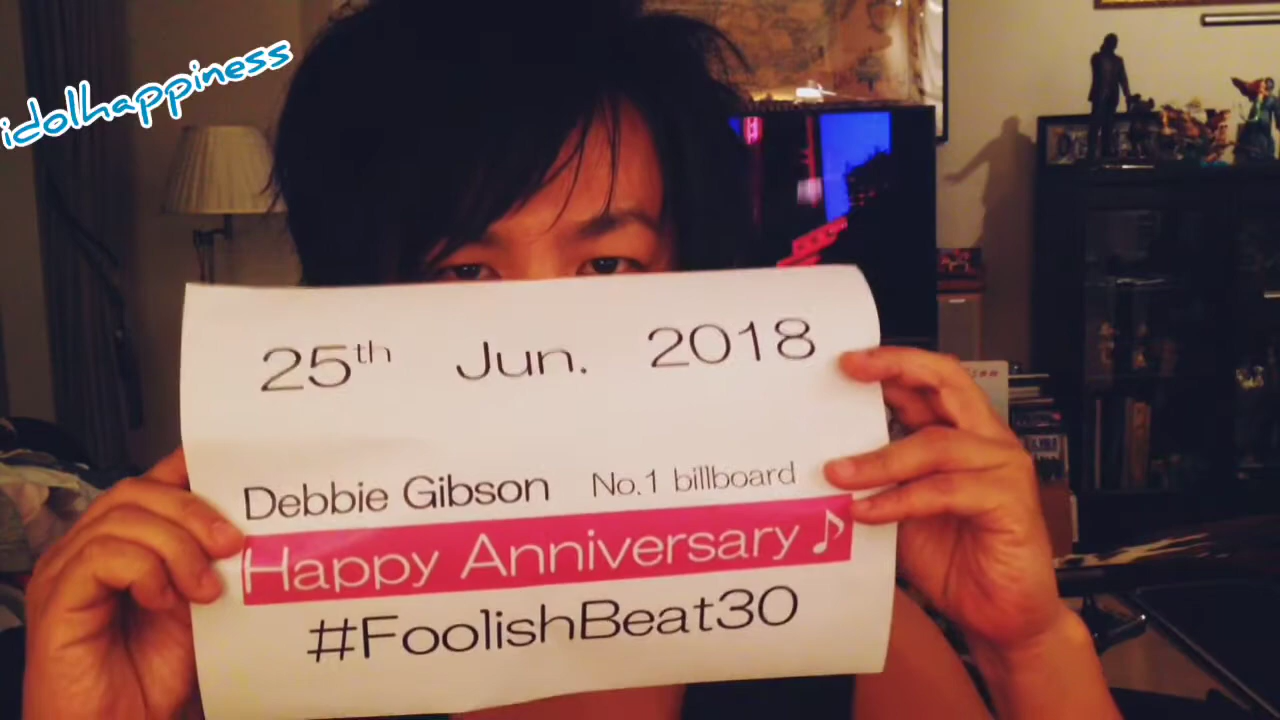 idolhappiness
25th Jun. 2018
Debbie Gibson No.1 billboard
Happy Anniversary ♪
#FoolishBeat30